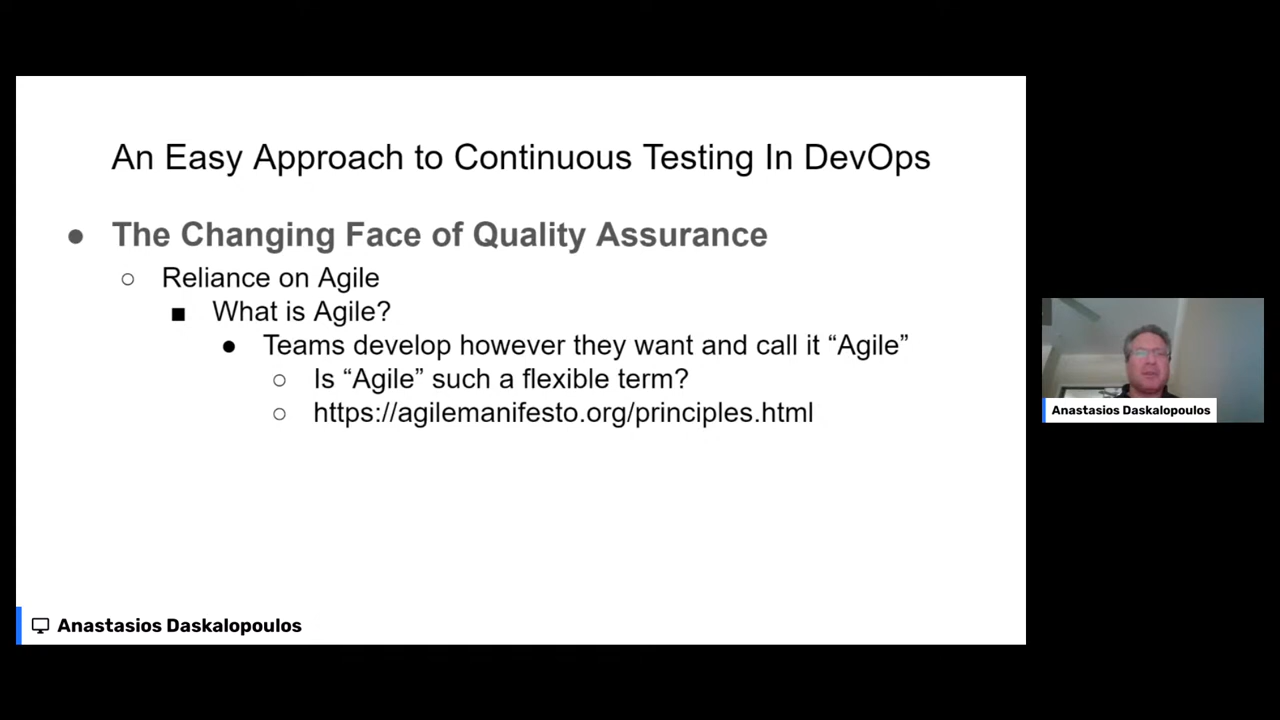 An Easy Approach to Continuous Testing In DevOps
● The Changing Face of Quality Assurance
○ Reliance on Agile
■ What is Agile?
● Teams develop however they want and call it “Agile”
○ Is “Agile” such a flexible term?
○ https://agilemanifesto.org/principles.html
Anastasios Daskalopoulos
Anastasios Daskalopoulos